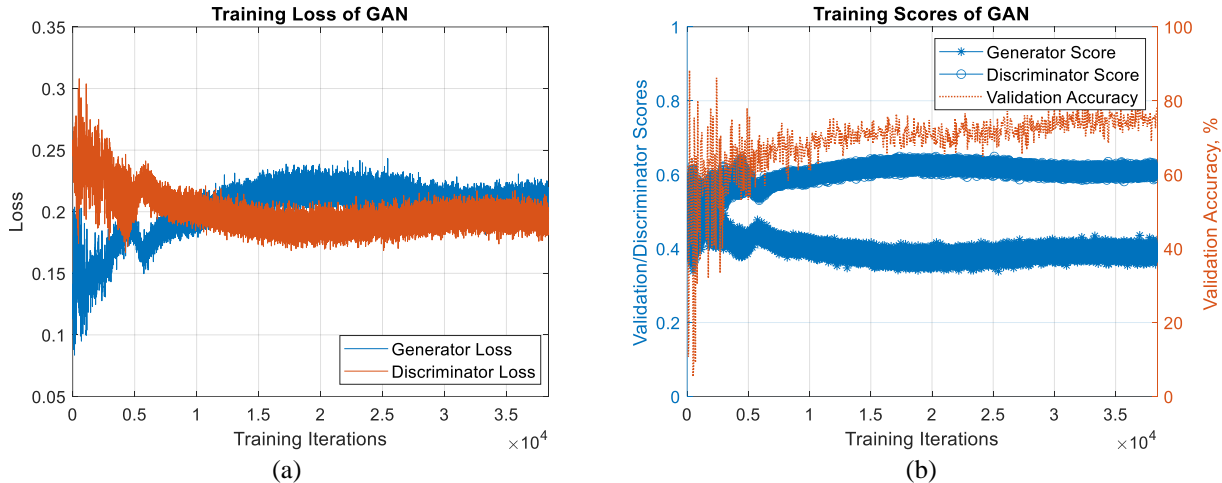 Training Loss of GAN
0.35
0.3
0.25
0.2
0.15
0.1
0.05
Loss
Generator Loss
Discriminator Loss
0
0.5
1
1.5
2
2.5
3
3.5
Training Iterations
×10⁴
(a)
Training Scores of GAN
1
0.8
0.6
0.4
0.2
0
Validation/Discriminator Scores
Generator Score
Discriminator Score
Validation Accuracy
100
80
60
40
20
0
Validation Accuracy, %
0
0.5
1
1.5
2
2.5
3
3.5
Training Iterations
×10⁴
(b)